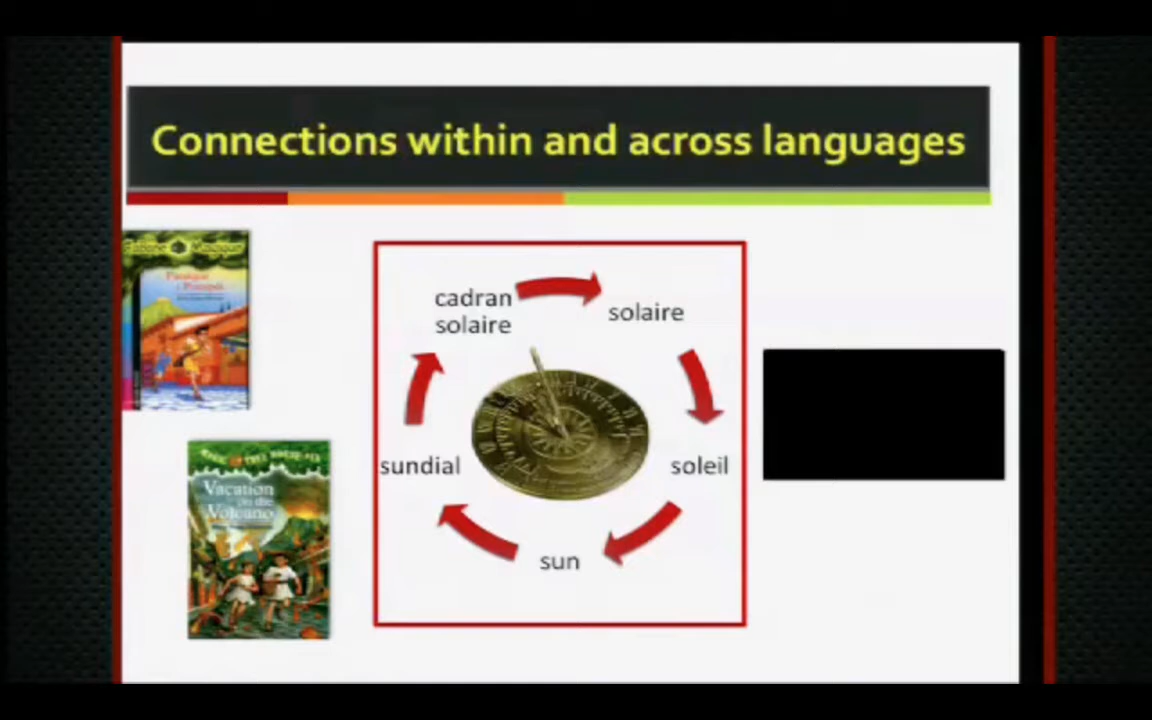 Connections within and across languages
cadran
solaire
solaire
soleil
sun
sundial
Vacation
on the
Volcano